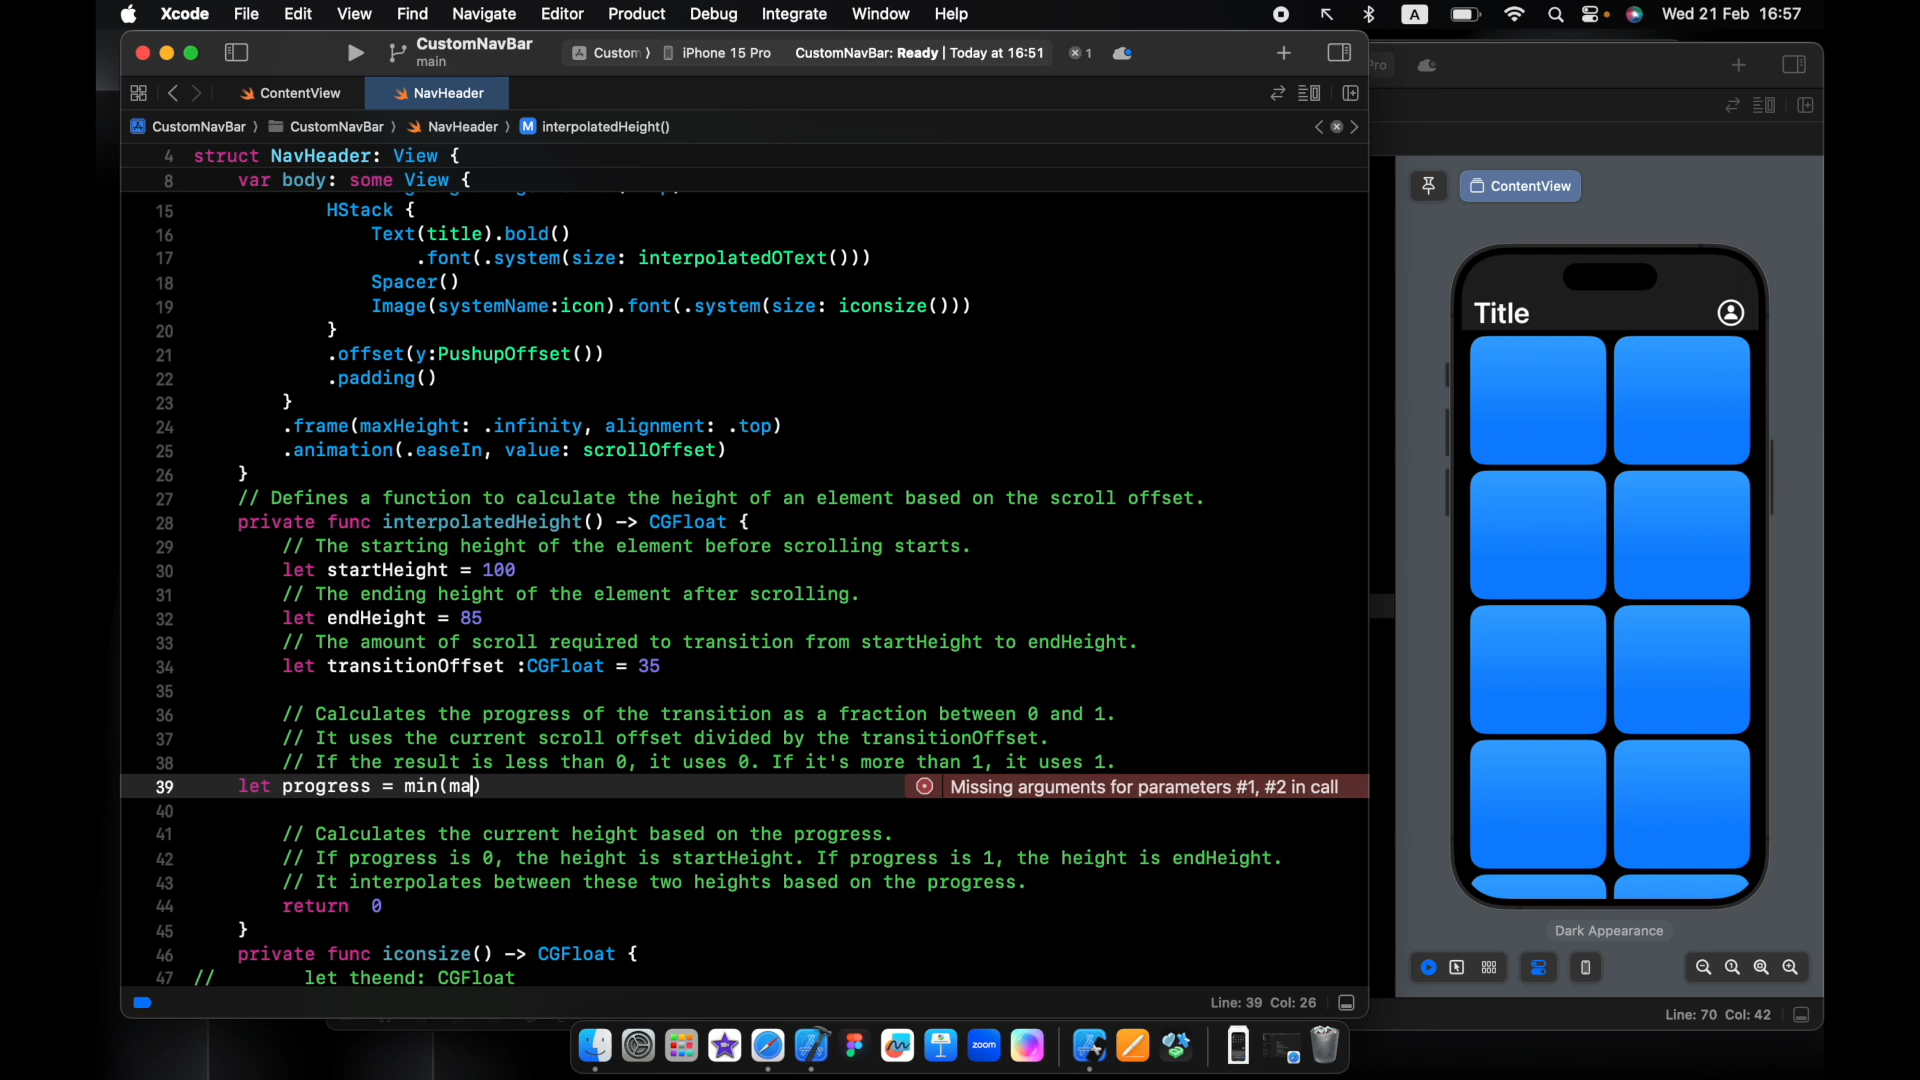 Xcode File Edit View Find Navigate Editor Product Debug Integrate Window Help A Wed 21 Feb 16:57
CustomNavBar
main
Custom iPhone 15 Pro CustomNavBar: Ready | Today at 16:51 1
ContentView NavHeader
CustomNavBar CustomNavBar NavHeader M interpolatedHeight()
4 struct NavHeader: View {
8 var body: some View {
15 HStack {
16 Text(title).bold()
17 .font(.system(size: interpolatedOText()))
18 Spacer()
19 Image(systemName:icon).font(.system(size: iconsize()))
20 }
21 .offset(y:PushupOffset())
22 .padding()
23 }
24 .frame(maxHeight: .infinity, alignment: .top)
25 .animation(.easeIn, value: scrollOffset)
26 }
27 // Defines a function to calculate the height of an element based on the scroll offset.
28 private func interpolatedHeight() -> CGFloat {
29 // The starting height of the element before scrolling starts.
30 let startHeight = 100
31 // The ending height of the element after scrolling.
32 let endHeight = 85
33 // The amount of scroll required to transition from startHeight to endHeight.
34 let transitionOffset :CGFloat = 35
35
36 // Calculates the progress of the transition as a fraction between 0 and 1.
37 // It uses the current scroll offset divided by the transitionOffset.
38 // If the result is less than 0, it uses 0. If it's more than 1, it uses 1.
39 let progress = min(ma) Missing arguments for parameters #1, #2 in call
40
41 // Calculates the current height based on the progress.
42 // If progress is 0, the height is startHeight. If progress is 1, the height is endHeight.
43 // It interpolates between these two heights based on the progress.
44 return 0
45 }
46 private func iconsize() -> CGFloat {
47 // let theend: CGFloat
Line: 39 Col: 26
Pro
ContentView
Title
Dark Appearance
Line: 70 Col: 42
zoom